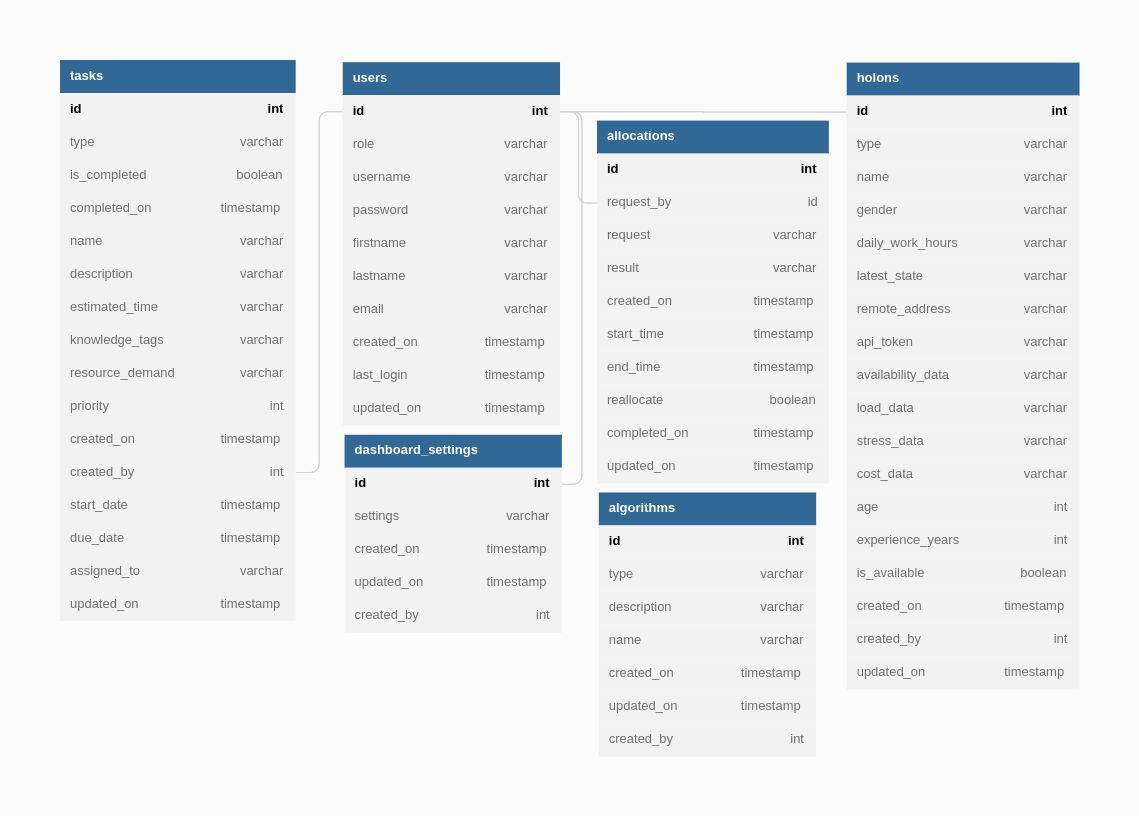 tasks
id int
type varchar
is_completed boolean
completed_on timestamp
name varchar
description varchar
estimated_time varchar
knowledge_tags varchar
resource_demand varchar
priority int
created_on timestamp
created_by int
start_date timestamp
due_date timestamp
assigned_to varchar
updated_on timestamp
users
id int
role varchar
username varchar
password varchar
firstname varchar
lastname varchar
email varchar
created_on timestamp
last_login timestamp
updated_on timestamp
dashboard_settings
id int
settings varchar
created_on timestamp
updated_on timestamp
created_by int
allocations
id int
request_by id
request varchar
result varchar
created_on timestamp
start_time timestamp
end_time timestamp
reallocate boolean
completed_on timestamp
updated_on timestamp
algorithms
id int
type varchar
description varchar
name varchar
created_on timestamp
updated_on timestamp
created_by int
holons
id int
type varchar
name varchar
gender varchar
daily_work_hours varchar
latest_state varchar
remote_address varchar
api_token varchar
availability_data varchar
load_data varchar
stress_data varchar
cost_data varchar
age int
experience_years int
is_available boolean
created_on timestamp
created_by int
updated_on timestamp